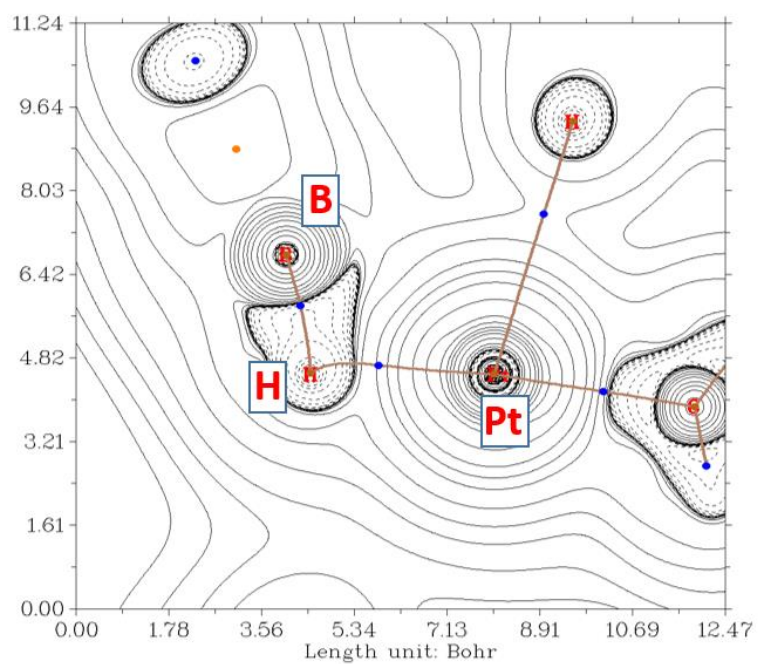 11.24
9.64
8.03
6.42
4.82
3.21
1.61
0.00
H
B
B
H
H
Pt
C
0.00 1.78 3.56 5.34 7.13 8.91 10.69 12.47
Length unit: Bohr